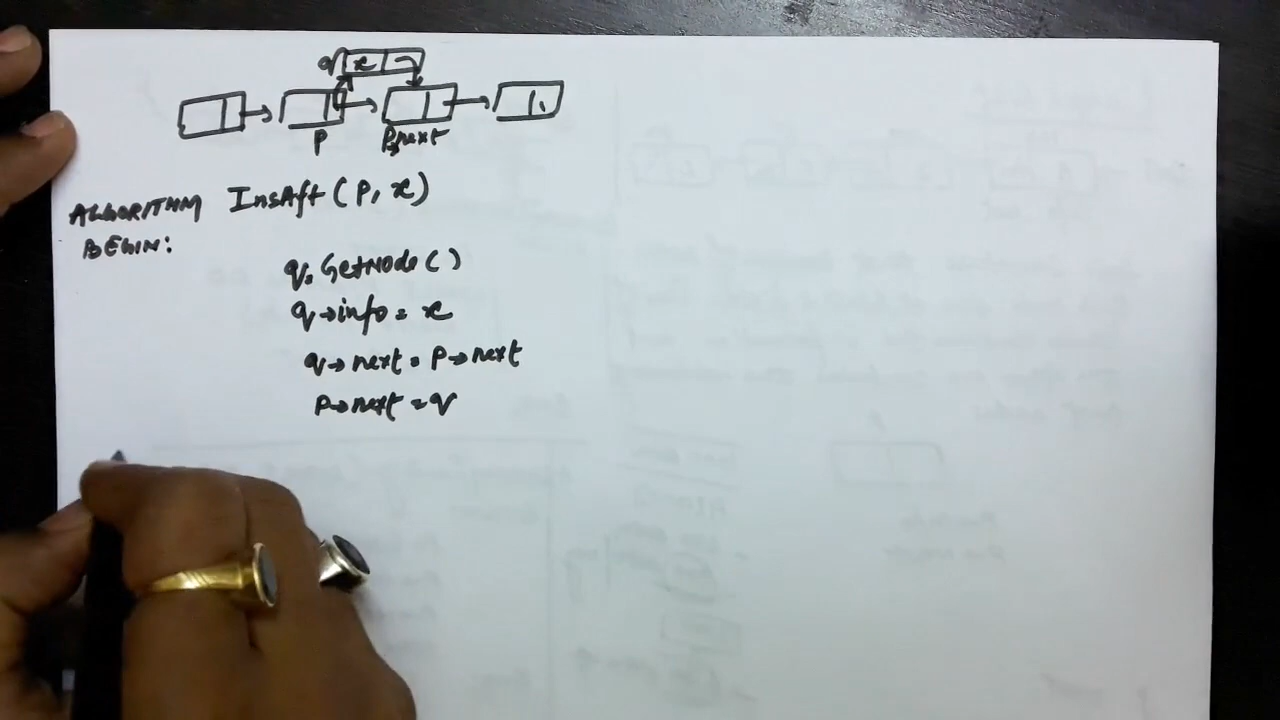 q x
P P→next
ALGORITHM InsAft(P, x)
BEGIN:
q = GetNode()
q→info = x
q→next = P→next
P→next = q